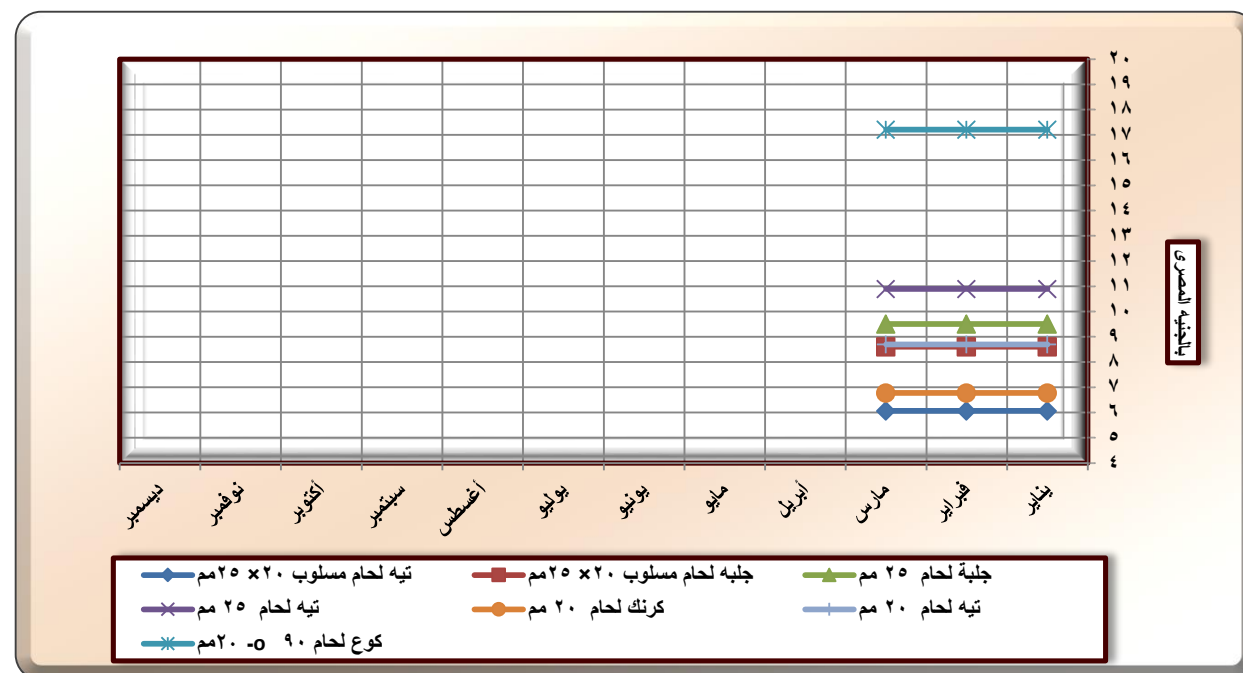 ٢٠
١٩
١٨
١٧
١٦
١٥
١٤
١٣
١٢
١١
١٠
٩
٨
٧
٦
٥
٤
بالجنيه المصرى
يناير
فبراير
مارس
أبريل
مايو
يونيو
يوليو
أغسطس
سبتمبر
أكتوبر
نوفمبر
ديسمبر
جلبة لحام ٢٥ مم
جلبه لحام مسلوب ٢٠× ٢٥مم
تيه لحام مسلوب ٢٠× ٢٥مم
تيه لحام ٢٠ مم
كرنك لحام ٢٠ مم
تيه لحام ٢٥ مم
كوع لحام ٩٠ o- ٢٠مم